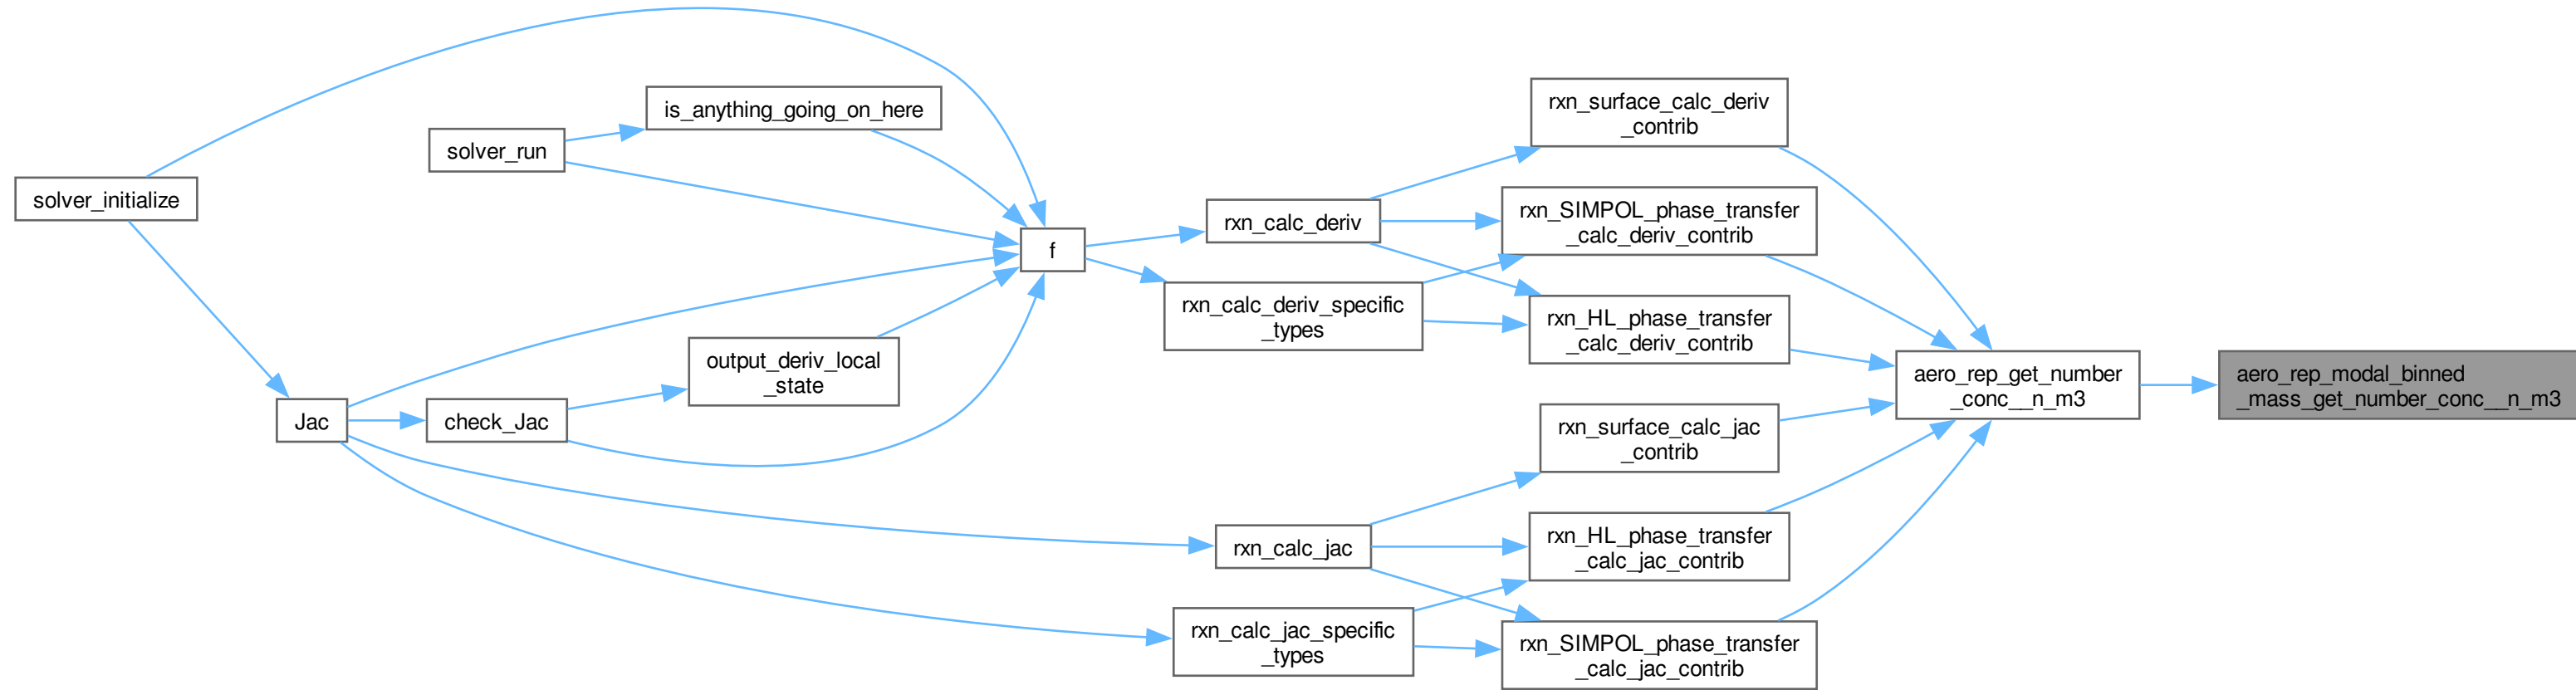 solver_initialize
solver_run
is_anything_going_on_here
Jac
check_Jac
output_deriv_local
_state
f
rxn_calc_deriv
rxn_calc_deriv_specific
_types
rxn_calc_jac
rxn_calc_jac_specific
_types
rxn_surface_calc_deriv
_contrib
rxn_SIMPOL_phase_transfer
_calc_deriv_contrib
rxn_HL_phase_transfer
_calc_deriv_contrib
rxn_surface_calc_jac
_contrib
rxn_HL_phase_transfer
_calc_jac_contrib
rxn_SIMPOL_phase_transfer
_calc_jac_contrib
aero_rep_get_number
_conc__n_m3
aero_rep_modal_binned
_mass_get_number_conc__n_m3